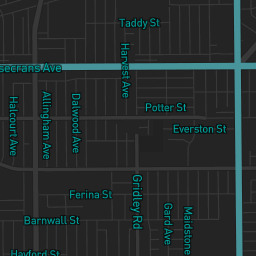 Taddy St
secrans Ave
Harvest Ave
Halcourt Ave
Allingham Ave
Dalwood Ave
Potter St
Everston St
Ferina St
Gridley Rd
Gard Ave
Maidstone
Barnwall St
Hayford St